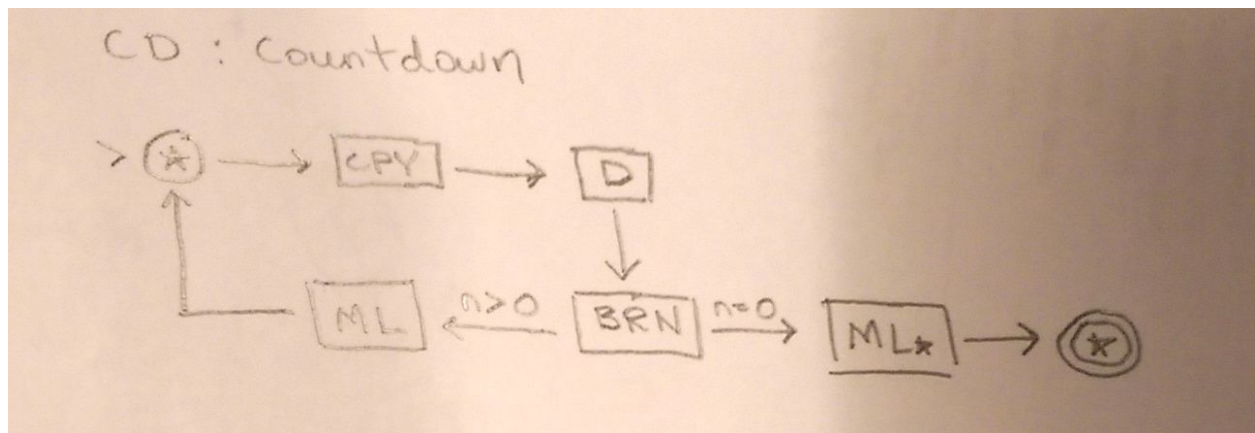 CD : Countdown
> * CPY D
ML n>0 BRN n=0 ML* *